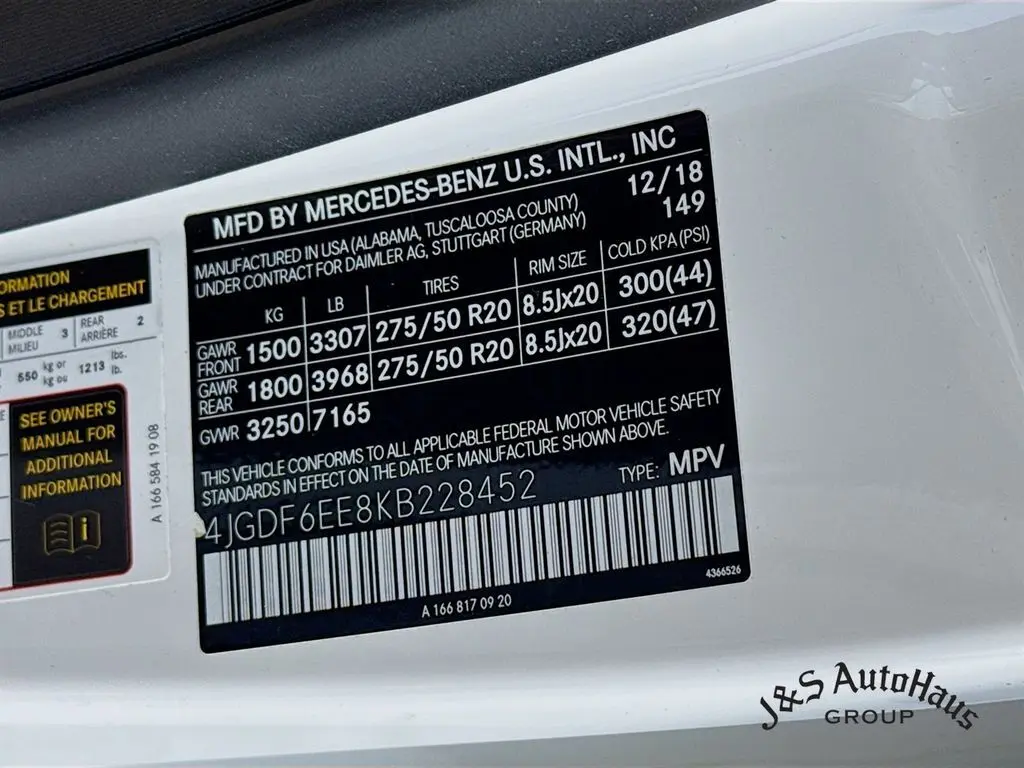 MFD BY MERCEDES-BENZ U.S. INTL., INC
MANUFACTURED IN USA (ALABAMA, TUSCALOOSA COUNTY) 12/18
UNDER CONTRACT FOR DAIMLER AG, STUTTGART (GERMANY) 149
KG LB TIRES RIM SIZE COLD KPA (PSI)
GAWR FRONT 1500 3307 275/50 R20 8.5Jx20 300(44)
GAWR REAR 1800 3968 275/50 R20 8.5Jx20 320(47)
GVWR 3250 7165
THIS VEHICLE CONFORMS TO ALL APPLICABLE FEDERAL MOTOR VEHICLE SAFETY
STANDARDS IN EFFECT ON THE DATE OF MANUFACTURE SHOWN ABOVE.
TYPE: MPV
4JGDF6EE8KB228452
4366526
A 166 817 09 20
ET LE CHARGEMENT
MIDDLE MILIEU 3 REAR ARRIÈRE 2
550 kg or kg ou 1213 lbs. lb.
SEE OWNER'S
MANUAL FOR
ADDITIONAL
INFORMATION
i
A 166 584 19 08
J&S AutoHaus
GROUP